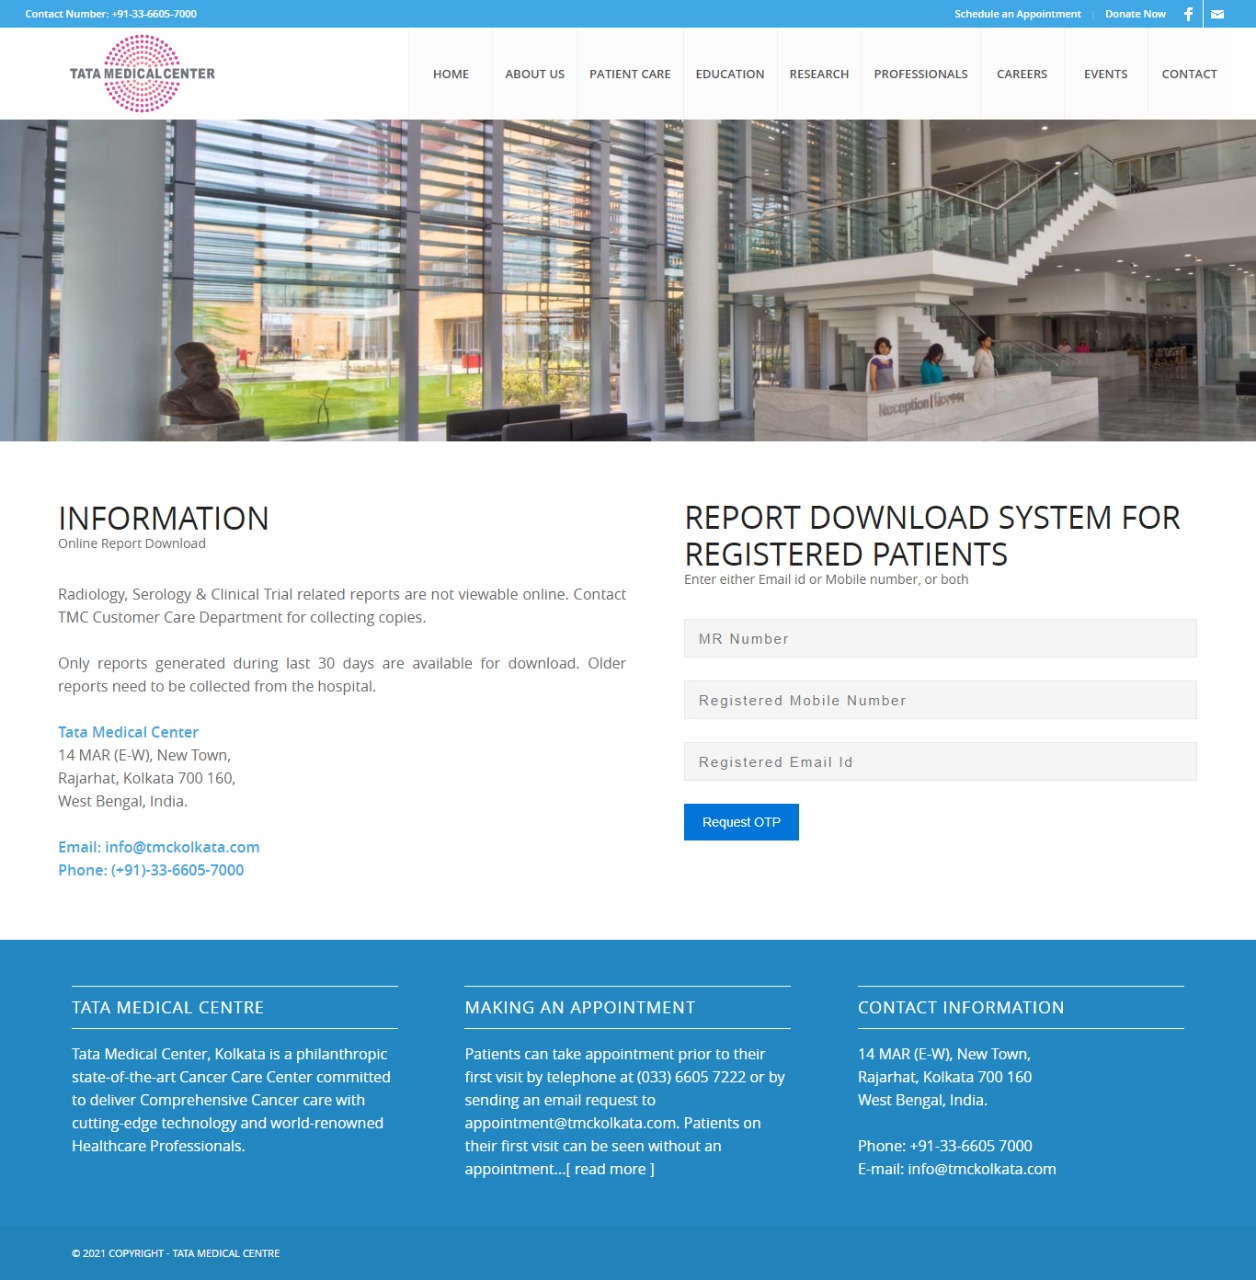 Contact Number: +91-33-6605-7000
Schedule an Appointment
Donate Now
TATA MEDICAL CENTER
HOME
ABOUT US
PATIENT CARE
EDUCATION
RESEARCH
PROFESSIONALS
CAREERS
EVENTS
CONTACT
Reception
INFORMATION
Online Report Download
Radiology, Serology & Clinical Trial related reports are not viewable online. Contact
TMC Customer Care Department for collecting copies.
Only reports generated during last 30 days are available for download. Older
reports need to be collected from the hospital.
Tata Medical Center
14 MAR (E-W), New Town,
Rajarhat, Kolkata 700 160,
West Bengal, India.
Email: info@tmckolkata.com
Phone: (+91)-33-6605-7000
REPORT DOWNLOAD SYSTEM FOR
REGISTERED PATIENTS
Enter either Email id or Mobile number, or both
MR Number
Registered Mobile Number
Registered Email Id
Request OTP
TATA MEDICAL CENTRE
Tata Medical Center, Kolkata is a philanthropic
state-of-the-art Cancer Care Center committed
to deliver Comprehensive Cancer care with
cutting-edge technology and world-renowned
Healthcare Professionals.
MAKING AN APPOINTMENT
Patients can take appointment prior to their
first visit by telephone at (033) 6605 7222 or by
sending an email request to
appointment@tmckolkata.com. Patients on
their first visit can be seen without an
appointment...[ read more ]
CONTACT INFORMATION
14 MAR (E-W), New Town,
Rajarhat, Kolkata 700 160
West Bengal, India.
Phone: +91-33-6605 7000
E-mail: info@tmckolkata.com
© 2021 COPYRIGHT - TATA MEDICAL CENTRE